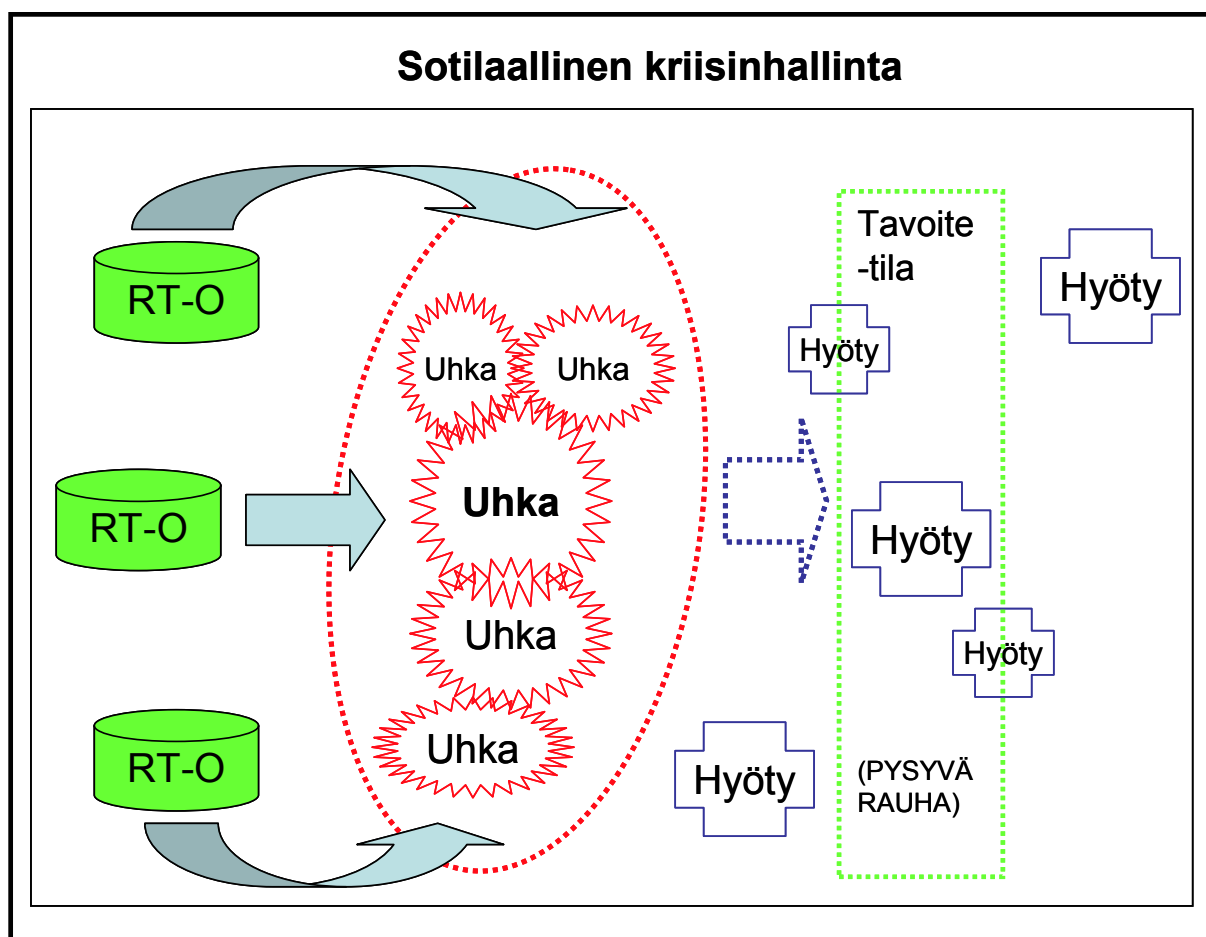 Sotilaallinen kriisinhallinta
RT-O
RT-O
RT-O
Uhka
Uhka
Uhka
Uhka
Uhka
Tavoite
-tila
Hyöty
Hyöty
Hyöty
Hyöty
Hyöty
(PYSYVÄ
RAUHA)